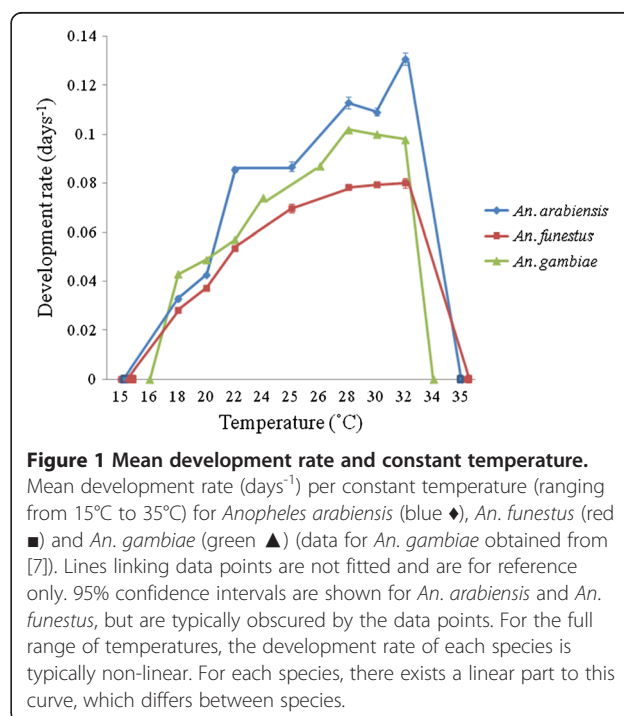 0.14
0.12
0.1
0.08
0.06
0.04
0.02
0
Development rate (days-1)
15 16 18 20 22 24 25 26 28 30 32 34 35
Temperature (˚C)
An. arabiensis
An. funestus
An. gambiae
Figure 1 Mean development rate and constant temperature.
Mean development rate (days-1) per constant temperature (ranging
from 15°C to 35°C) for Anopheles arabiensis (blue ♦), An. funestus (red
■) and An. gambiae (green ▲) (data for An. gambiae obtained from
[7]). Lines linking data points are not fitted and are for reference
only. 95% confidence intervals are shown for An. arabiensis and An.
funestus, but are typically obscured by the data points. For the full
range of temperatures, the development rate of each species is
typically non-linear. For each species, there exists a linear part to this
curve, which differs between species.